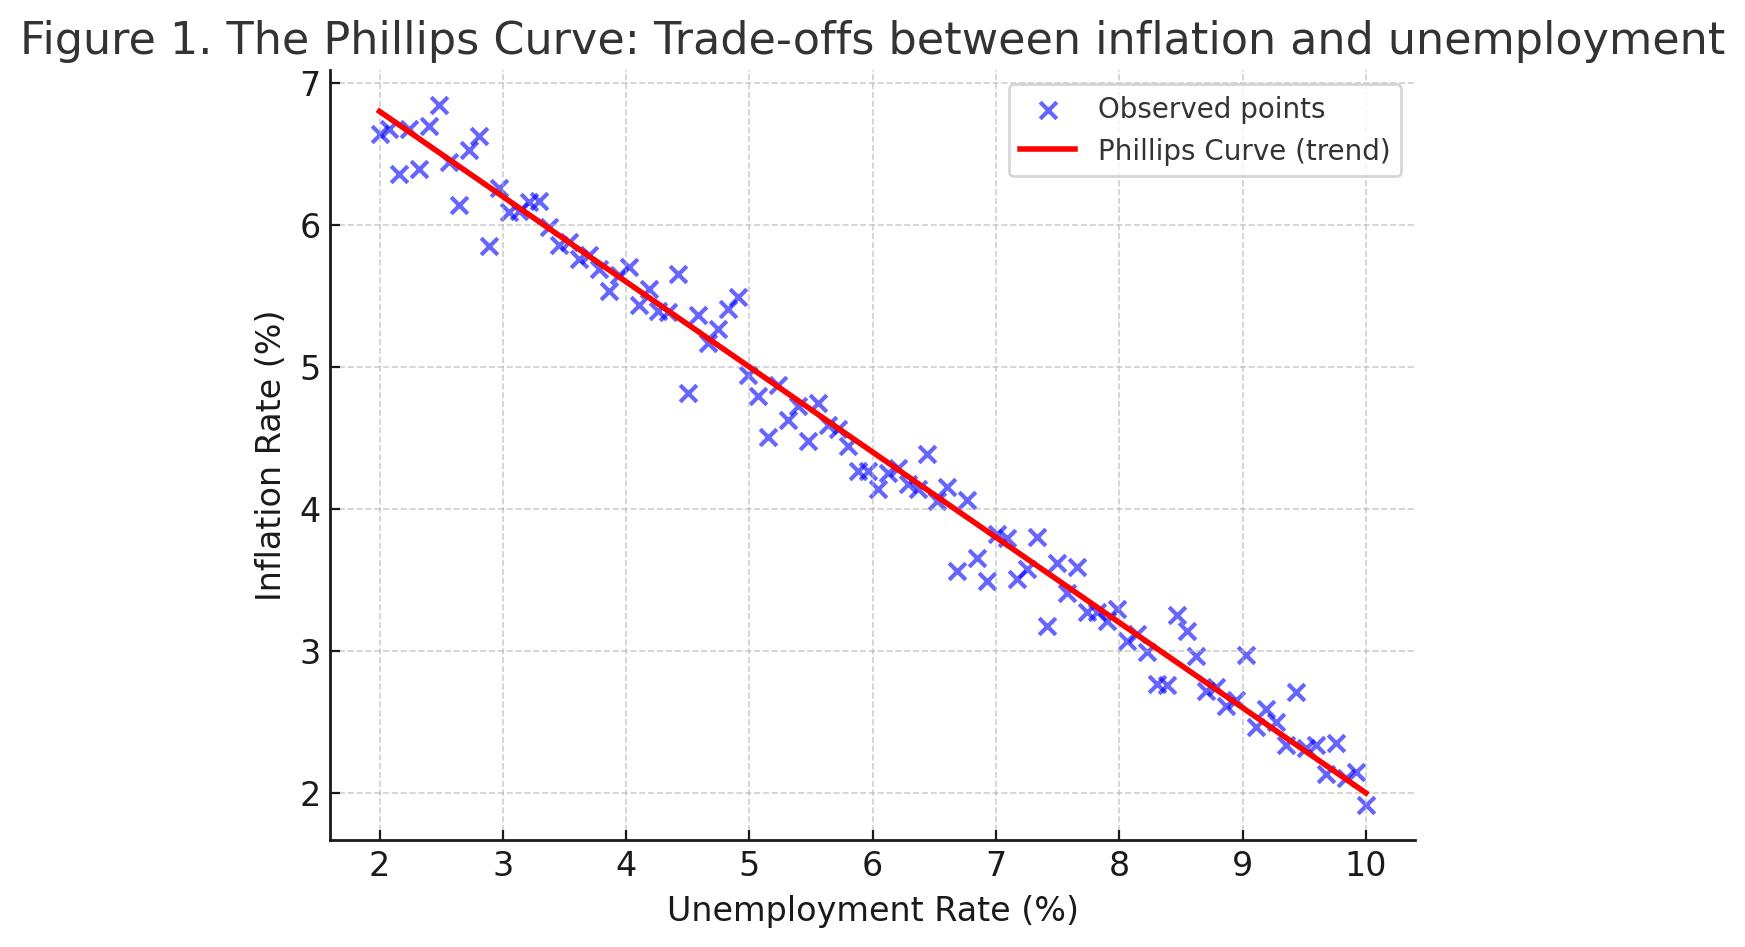 Figure 1. The Phillips Curve: Trade-offs between inflation and unemployment
Observed points
Phillips Curve (trend)
Inflation Rate (%)
7
6
5
4
3
2
2 3 4 5 6 7 8 9 10
Unemployment Rate (%)